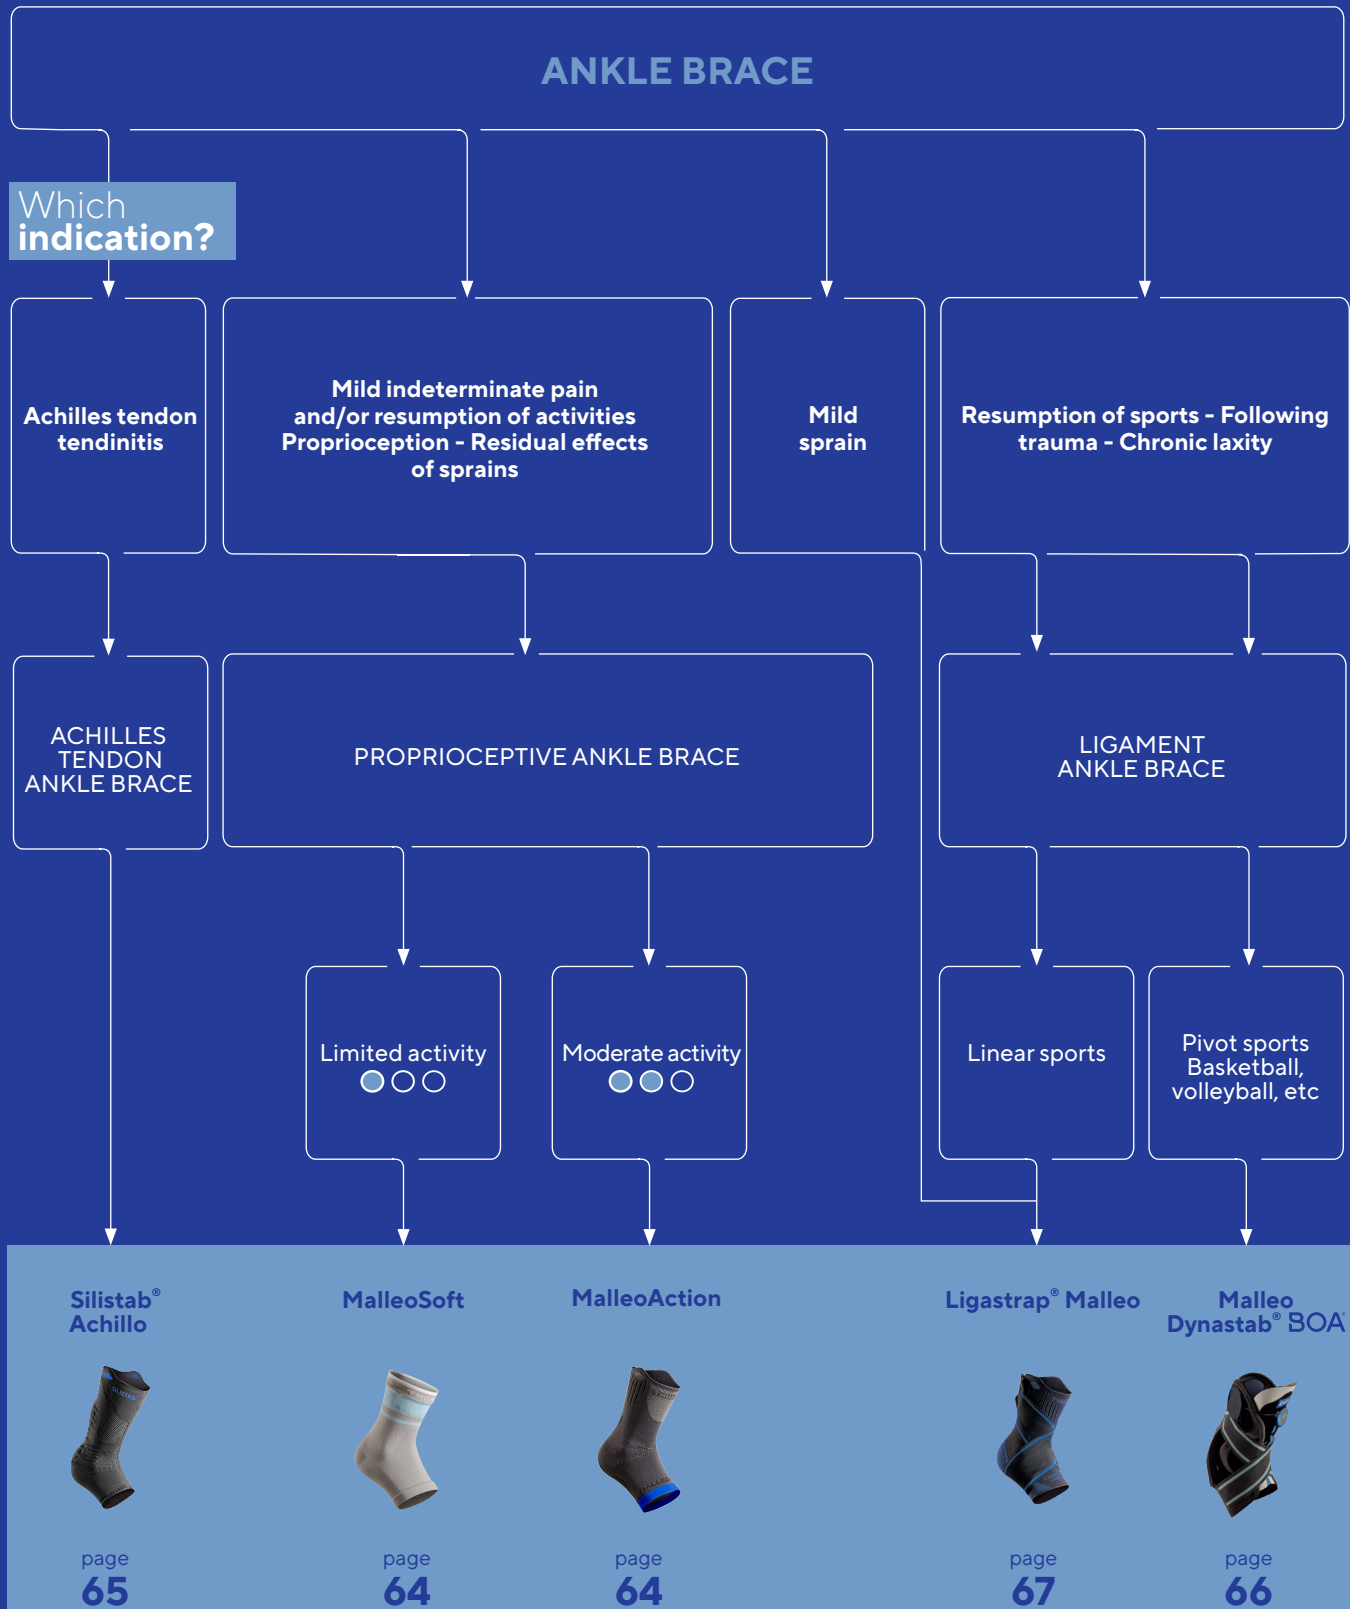 ANKLE BRACE
Which
indication?
Achilles tendon
tendinitis
Mild indeterminate pain
and/or resumption of activities
Proprioception - Residual effects
of sprains
Mild
sprain
Resumption of sports - Following
trauma - Chronic laxity
ACHILLES
TENDON
ANKLE BRACE
PROPRIOCEPTIVE ANKLE BRACE
LIGAMENT
ANKLE BRACE
Limited activity
Moderate activity
Linear sports
Pivot sports
Basketball,
volleyball, etc
Silistab®
Achillo
MalleoSoft
MalleoAction
Ligastrap® Malleo
Malleo
Dynastab® BOA
SILISTAB
page
65
page
64
page
64
page
67
page
66